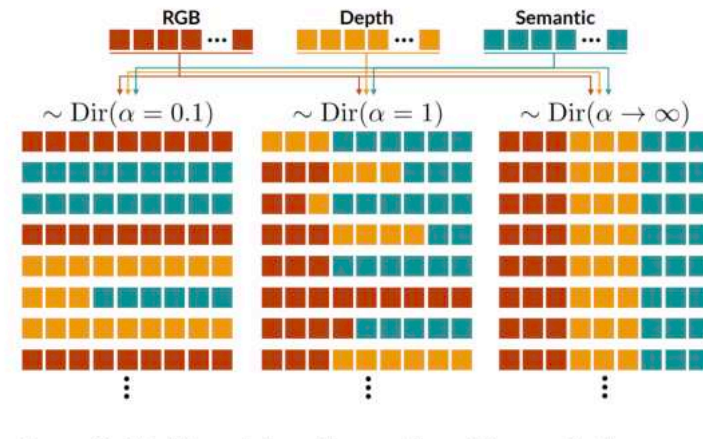 RGB Depth Semantic
∼ Dir(α = 0.1) ∼ Dir(α = 1) ∼ Dir(α → ∞)